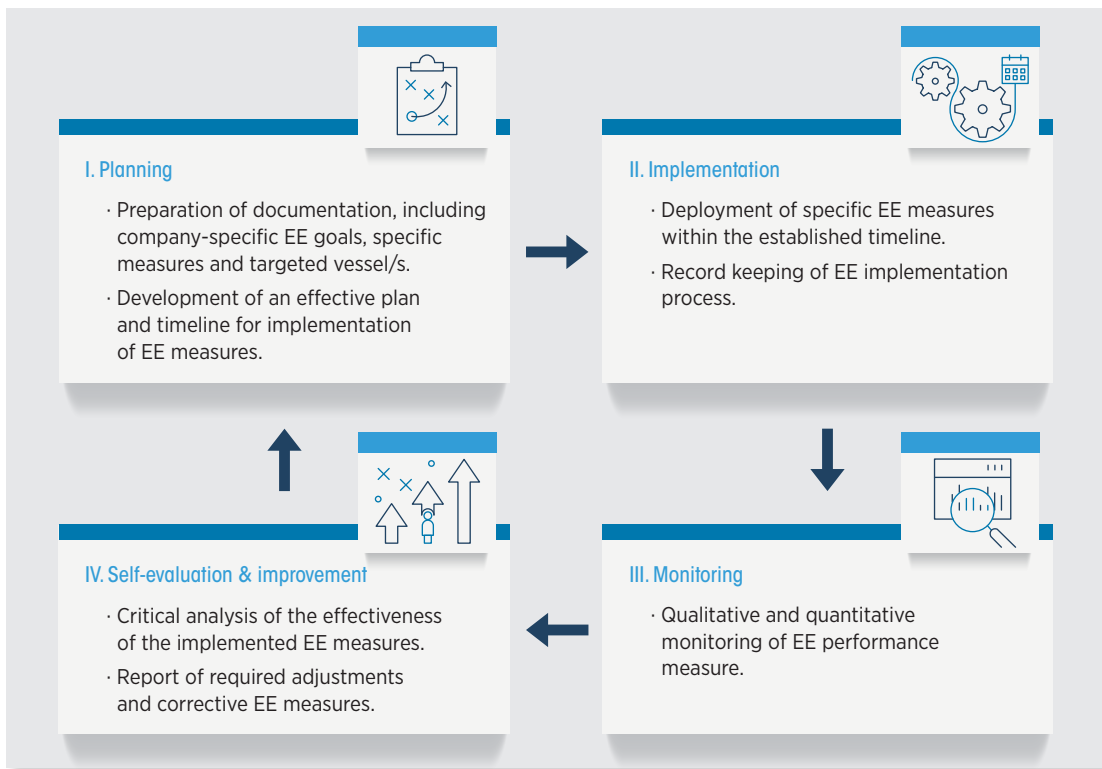 I. Planning
· Preparation of documentation, including
company-specific EE goals, specific
measures and targeted vessel/s.
· Development of an effective plan
and timeline for implementation
of EE measures.
II. Implementation
· Deployment of specific EE measures
within the established timeline.
· Record keeping of EE implementation
process.
III. Monitoring
· Qualitative and quantitative
monitoring of EE performance
measure.
IV. Self-evaluation & improvement
· Critical analysis of the effectiveness
of the implemented EE measures.
· Report of required adjustments
and corrective EE measures.